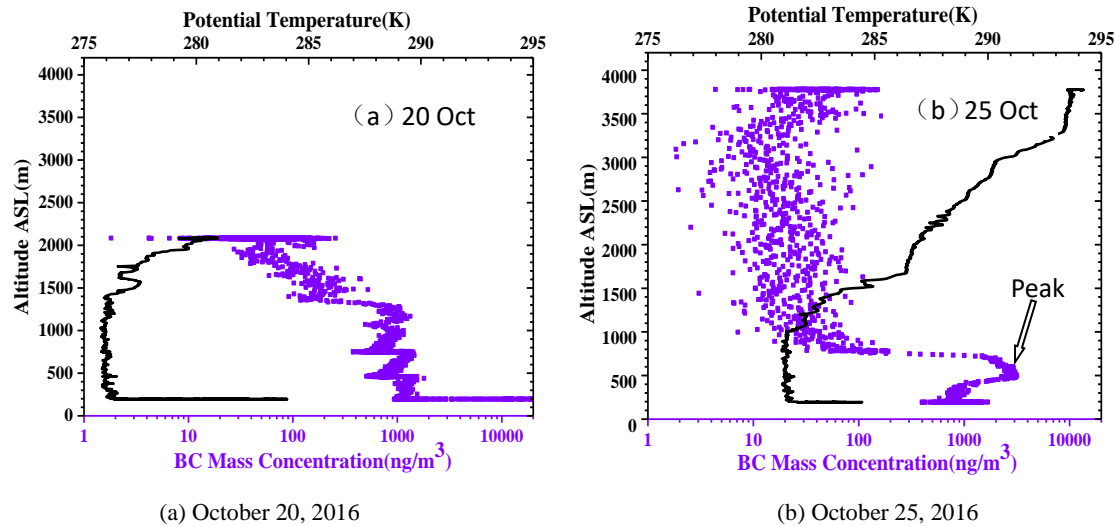 Potential Temperature(K)
275 280 285 290 295
Altitude ASL(m)
4000
3500
3000
2500
2000
1500
1000
500
0
（a）20 Oct
1 10 100 1000 10000
BC Mass Concentration(ng/m³)
(a) October 20, 2016
Potential Temperature(K)
275 280 285 290 295
Altitude ASL(m)
4000
3500
3000
2500
2000
1500
1000
500
0
（b）25 Oct
Peak
1 10 100 1000 10000
BC Mass Concentration(ng/m³)
(b) October 25, 2016